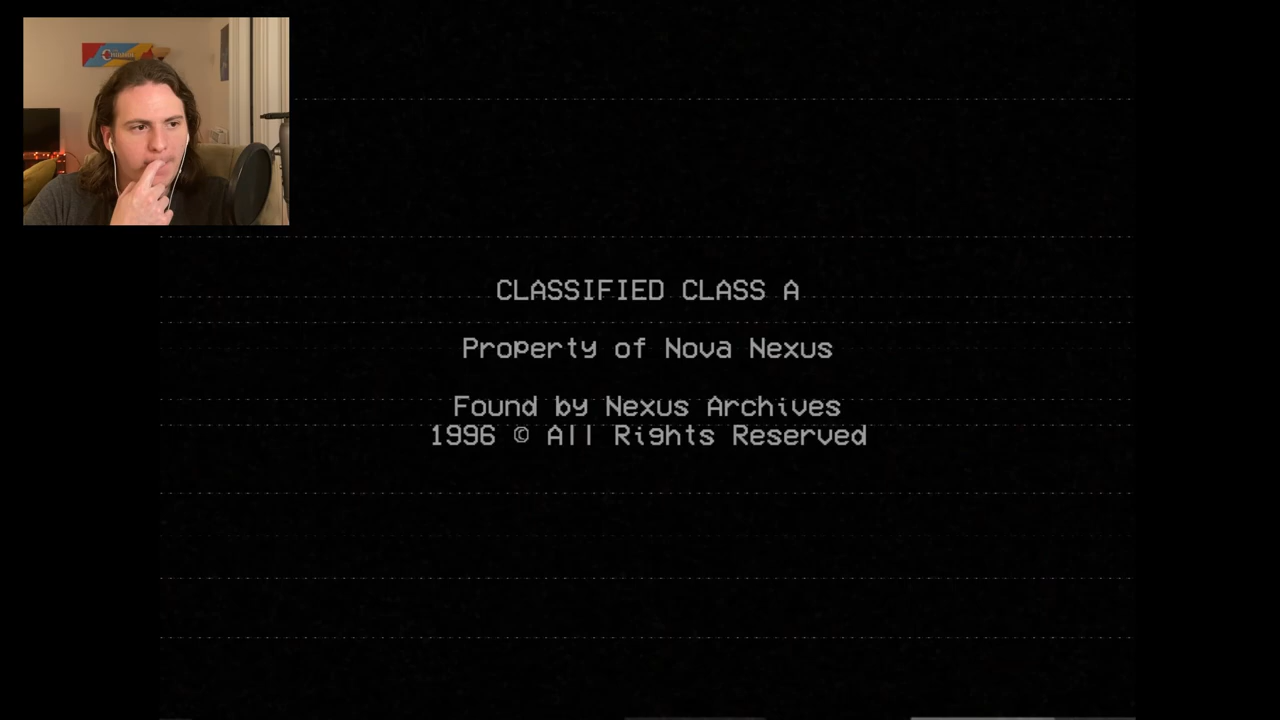 CLASSIFIED CLASS A
Property of Nova Nexus
Found by Nexus Archives
1996 © All Rights Reserved